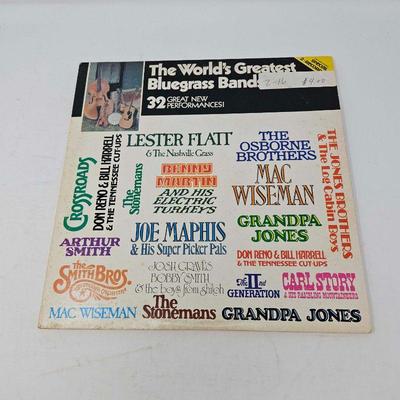 The World's Greatest
Bluegrass Bands
32 GREAT NEW
PERFORMANCES!
$4.00
CROSSROADS
DON RENO & BILL HARRELL
& THE TENNESSEE CUT-UPS
The Stonemans
LESTER FLATT
& The Nashville Grass
BENNY
MARTIN
AND HIS
ELECTRIC
TURKEYS
THE
OSBORNE
BROTHERS
MAC
WISEMAN
THE JONES BROTHERS
& The Log Cabin Boys
GRANDPA
JONES
ARTHUR
SMITH
JOE MAPHIS
& His Super Picker Pals
DON RENO & BILL HARRELL
& THE TENNESSEE CUT-UPS
The
SMITH BROS.
JOSH GRAVES
BOBBY SMITH
& the boys from shiloh
The IInd
GENERATION
CARL STORY
& HIS RAMBLING MOUNTAINEERS
MAC WISEMAN
The
Stonemans
GRANDPA JONES